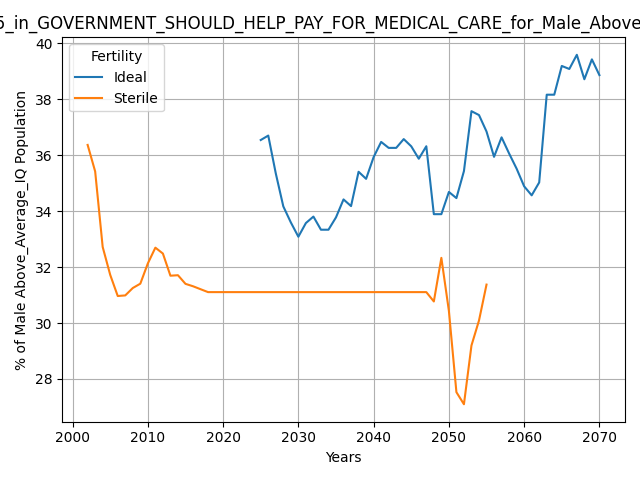 5_in_GOVERNMENT_SHOULD_HELP_PAY_FOR_MEDICAL_CARE_for_Male_Above
Fertility
Ideal
Sterile
% of Male Above_Average_IQ Population
40
38
36
34
32
30
28
2000 2010 2020 2030 2040 2050 2060 2070
Years